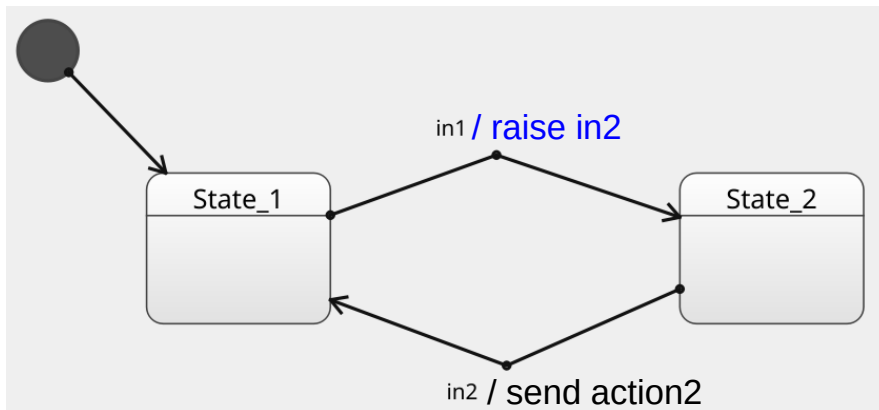 in1 / raise in2
State_1
State_2
in2 / send action2